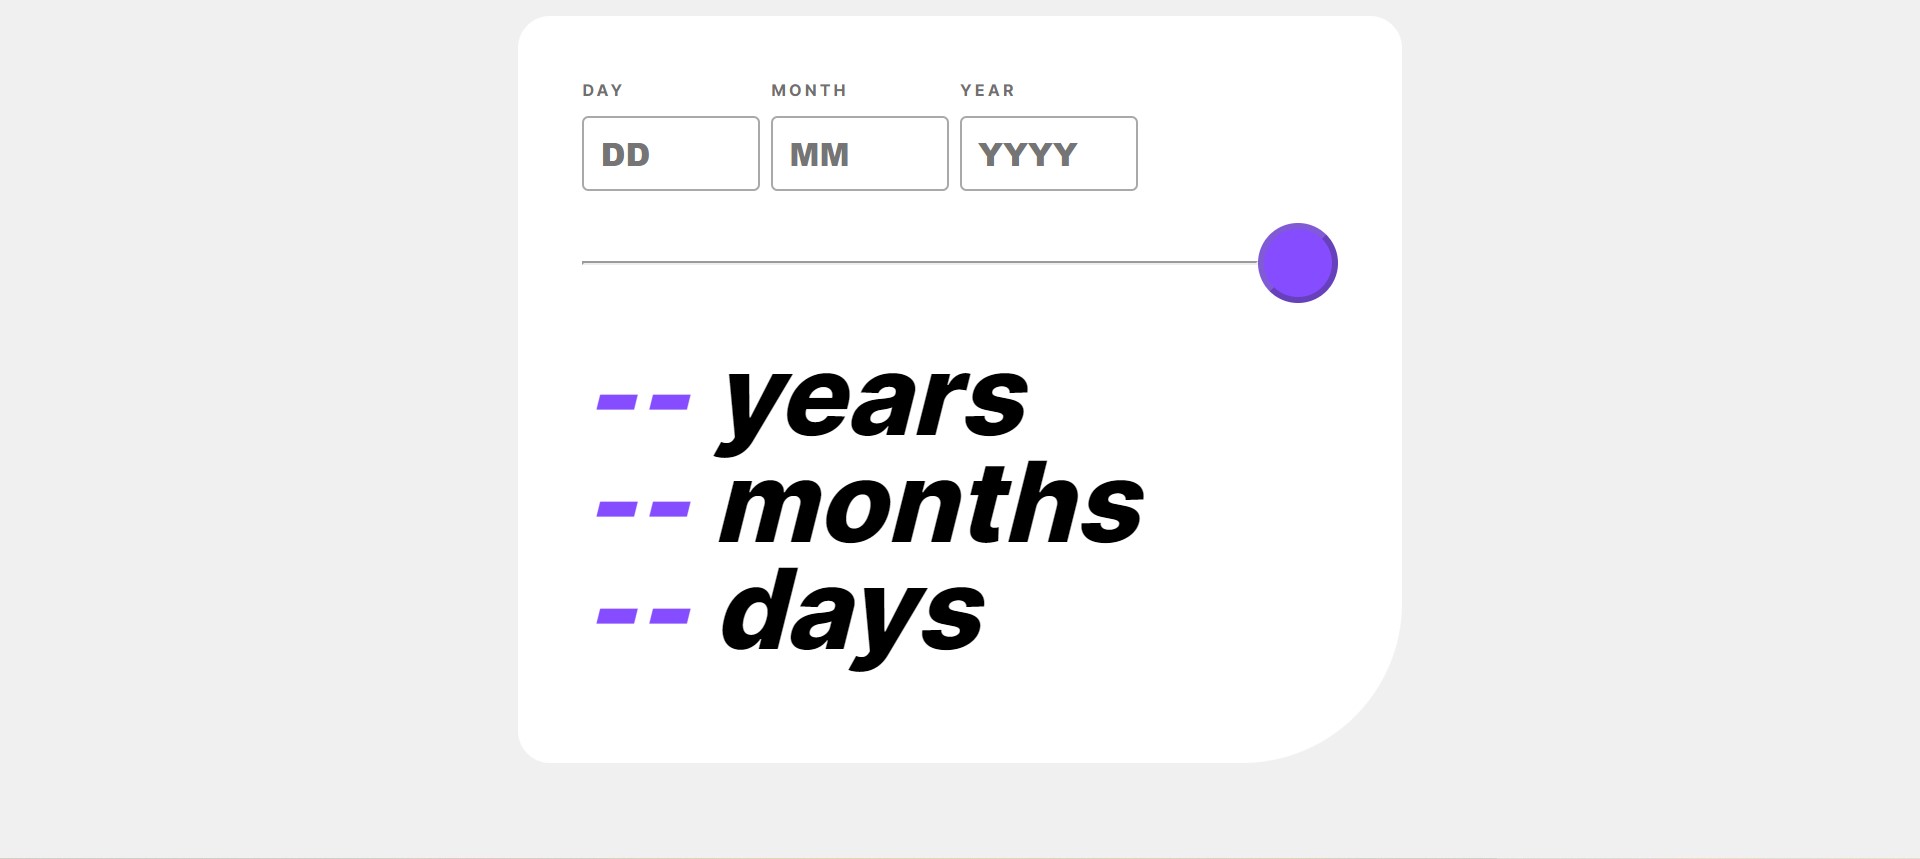 DAY MONTH YEAR
DD MM YYYY
-- years
-- months
-- days